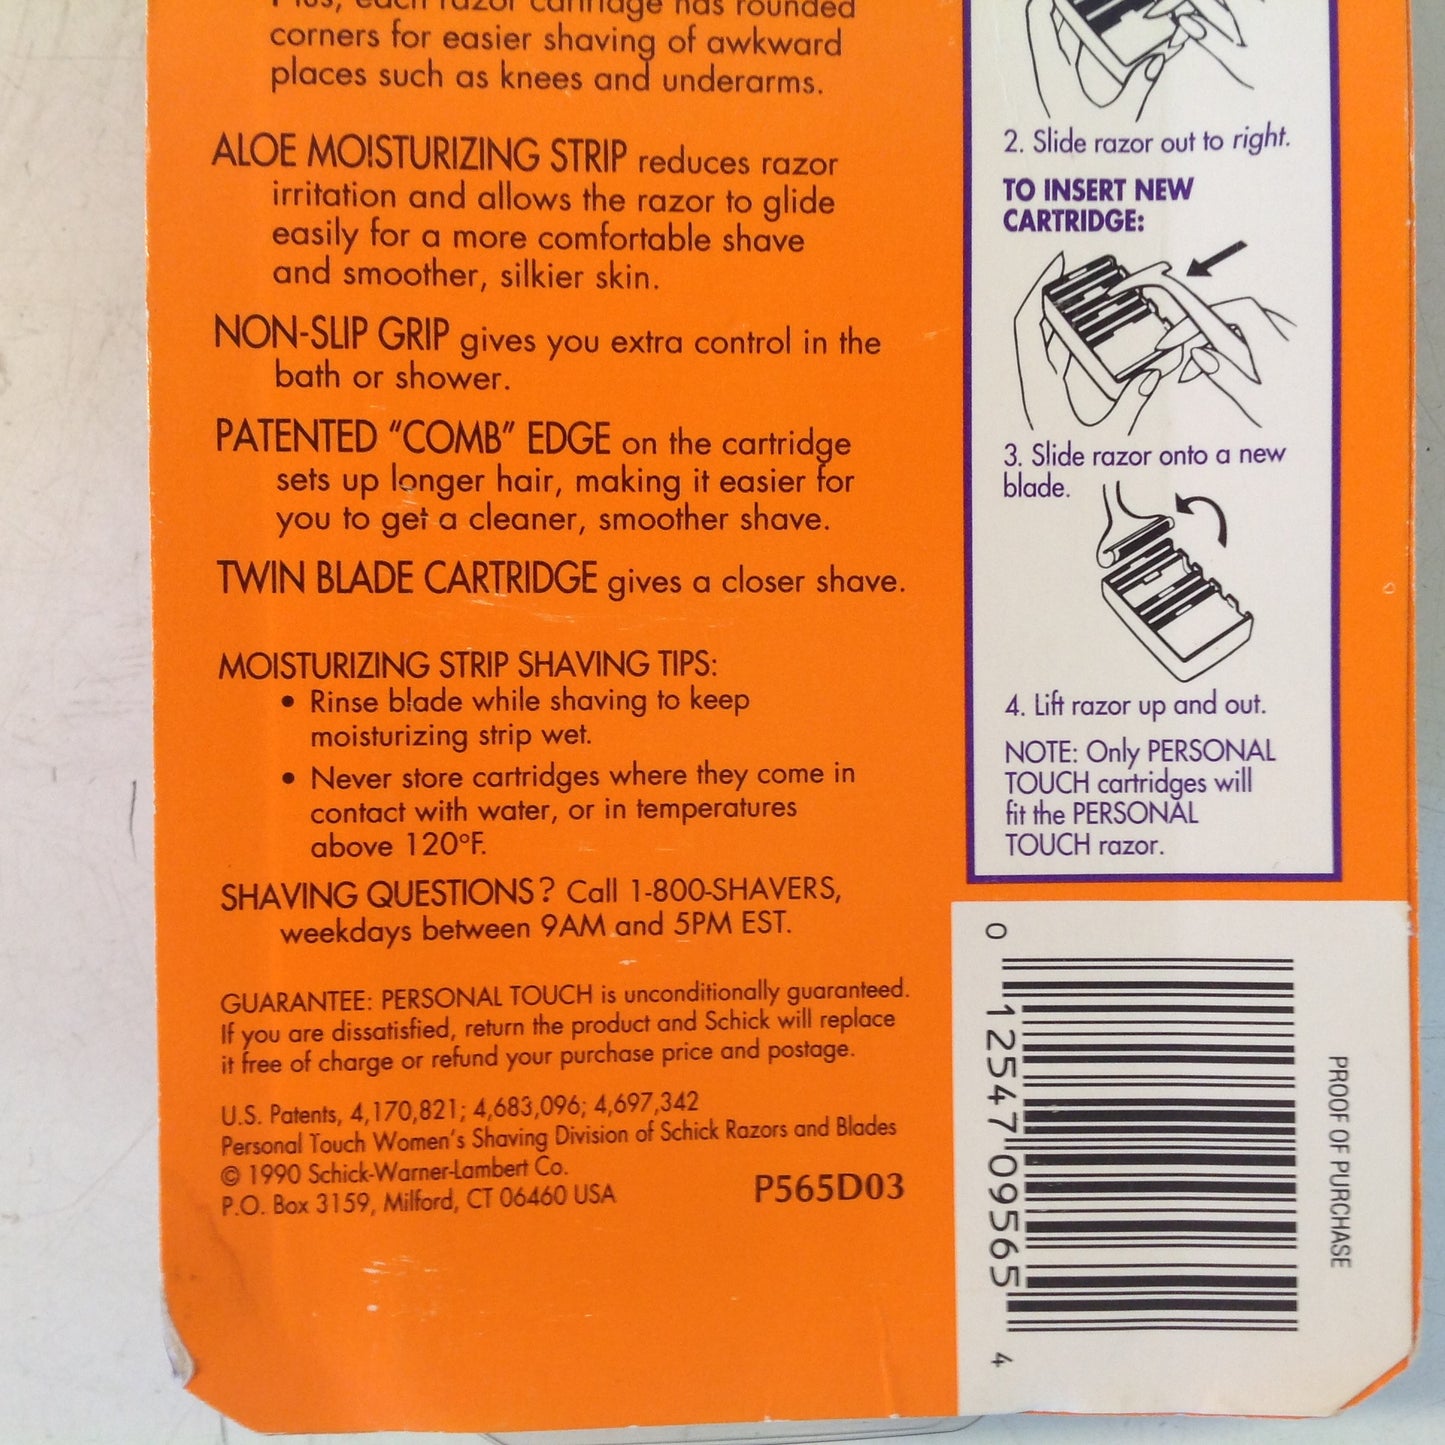 Plus, each razor cartridge has rounded
corners for easier shaving of awkward
places such as knees and underarms.
ALOE MOISTURIZING STRIP reduces razor
irritation and allows the razor to glide
easily for a more comfortable shave
and smoother, silkier skin.
NON-SLIP GRIP gives you extra control in the
bath or shower.
PATENTED "COMB" EDGE on the cartridge
sets up longer hair, making it easier for
you to get a cleaner, smoother shave.
TWIN BLADE CARTRIDGE gives a closer shave.
MOISTURIZING STRIP SHAVING TIPS:
• Rinse blade while shaving to keep
moisturizing strip wet.
• Never store cartridges where they come in
contact with water, or in temperatures
above 120°F.
SHAVING QUESTIONS? Call 1-800-SHAVERS,
weekdays between 9AM and 5PM EST.
GUARANTEE: PERSONAL TOUCH is unconditionally guaranteed.
If you are dissatisfied, return the product and Schick will replace
it free of charge or refund your purchase price and postage.
U.S. Patents, 4,170,821; 4,683,096; 4,697,342
Personal Touch Women's Shaving Division of Schick Razors and Blades
© 1990 Schick-Warner-Lambert Co.
P.O. Box 3159, Milford, CT 06460 USA
P565D03
2. Slide razor out to right.
TO INSERT NEW
CARTRIDGE:
3. Slide razor onto a new
blade.
4. Lift razor up and out.
NOTE: Only PERSONAL
TOUCH cartridges will
fit the PERSONAL
TOUCH razor.
0 12547 09565 4
PROOF OF PURCHASE